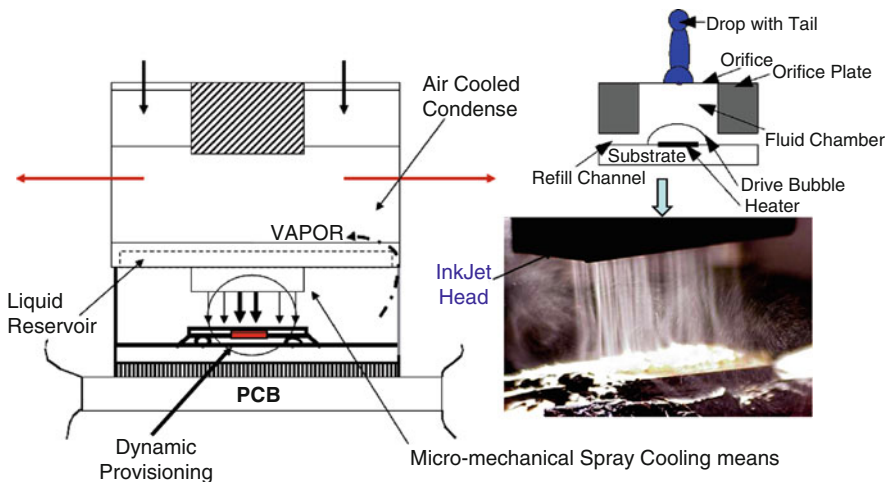 Air Cooled
Condense
VAPOR
Liquid
Reservoir
PCB
Dynamic
Provisioning
Micro-mechanical Spray Cooling means
Drop with Tail
Orifice
Orifice Plate
Fluid Chamber
Substrate
Refill Channel
Drive Bubble
Heater
InkJet
Head